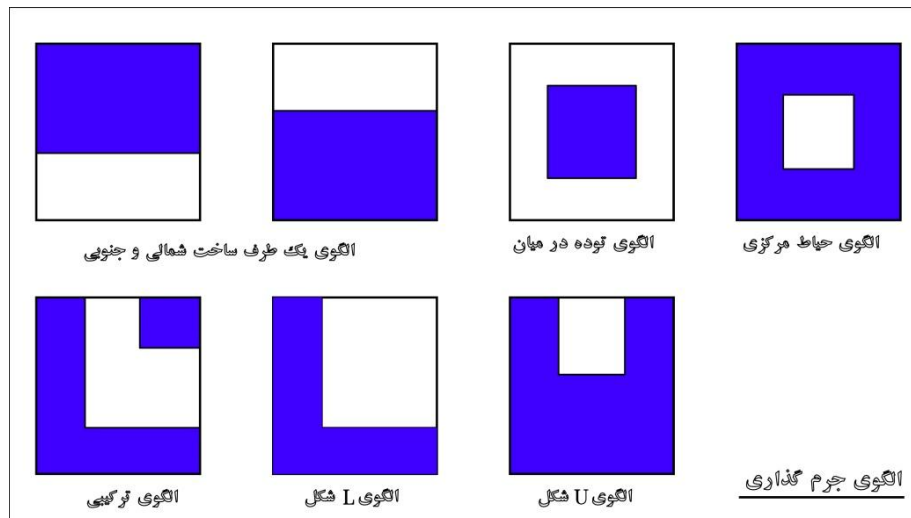 الگوی حیاط مرکزی
الگوی توده در میان
الگوی یک طرف ساخت شمالی و جنوبی
الگوی U شکل
الگوی L شکل
الگوی ترکیبی
الگوی جرم گذاری